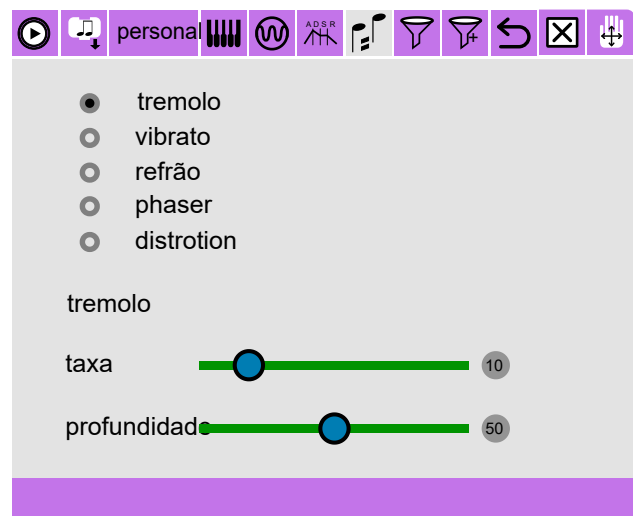 personal
A D S R
tremolo
vibrato
refrão
phaser
distrotion
tremolo
taxa
10
profundidade
50